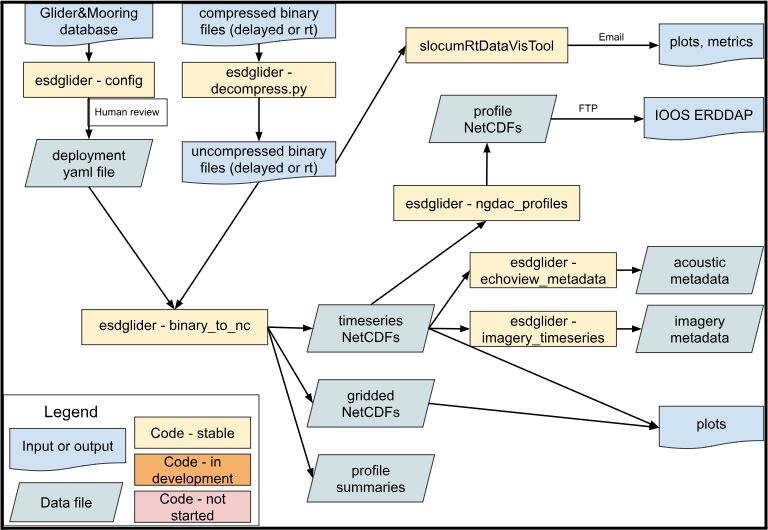 Glider&Mooring
database
compressed binary
files (delayed or rt)
slocumRtDataVisTool
Email
plots, metrics
esdglider - config
esdglider -
decompress.py
Human review
profile
NetCDFs
FTP
IOOS ERDDAP
deployment
yaml file
uncompressed binary
files (delayed or rt)
esdglider - ngdac_profiles
esdglider -
echoview_metadata
acoustic
metadata
esdglider - binary_to_nc
timeseries
NetCDFs
esdglider -
imagery_timeseries
imagery
metadata
gridded
NetCDFs
plots
profile
summaries
Legend
Input or output
Data file
Code - stable
Code - in
development
Code - not
started